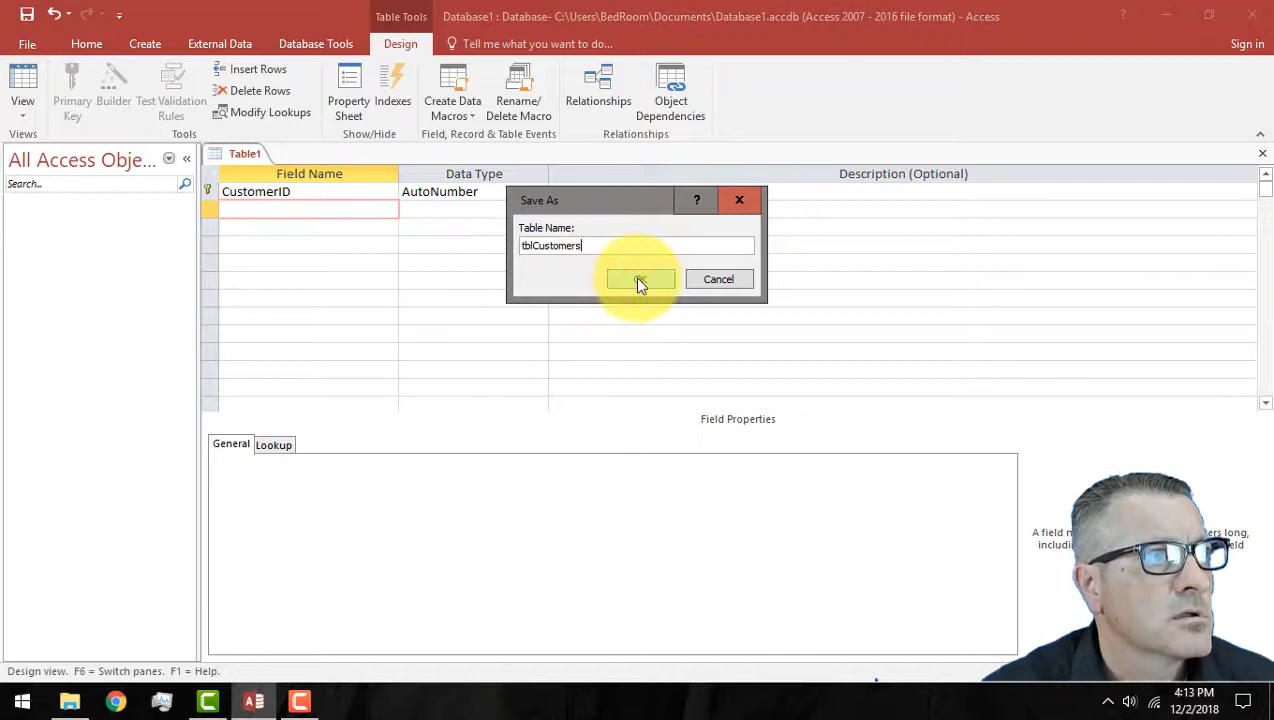 Table Tools
Database1 : Database- C:\Users\BedRoom\Documents\Database1.accdb (Access 2007 - 2016 file format) - Access
?
File
Home
Create
External Data
Database Tools
Design
Tell me what you want to do...
Sign in
View
Primary Key
Builder
Test Validation Rules
Insert Rows
Delete Rows
Modify Lookups
Property Sheet
Indexes
Create Data Macros
Rename/ Delete Macro
Relationships
Object Dependencies
Views
Tools
Show/Hide
Field, Record & Table Events
Relationships
All Access Obje...
Search...
Table1
Field Name
Data Type
Description (Optional)
CustomerID
AutoNumber
Save As
?
Table Name:
tblCustomers
OK
Cancel
Field Properties
General
Lookup
A field
long,
Design view. F6 = Switch panes. F1 = Help.
4:13 PM
12/2/2018